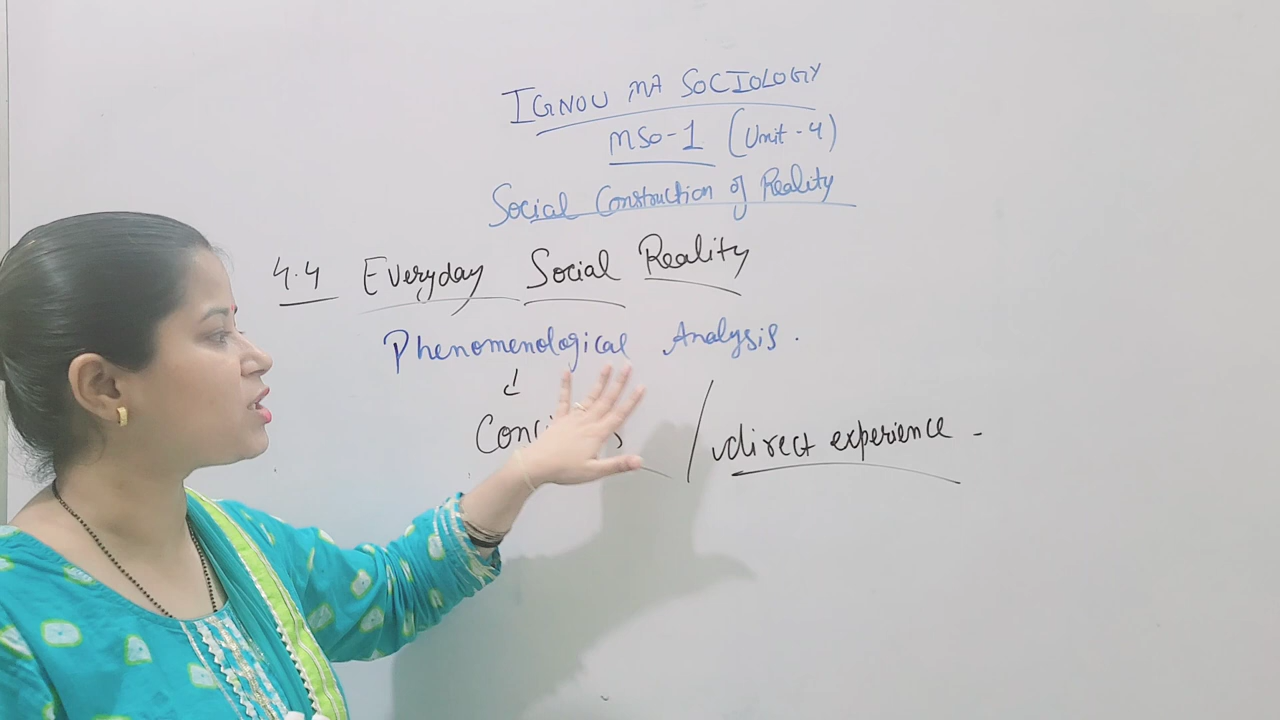 IGNOU MA SOCIOLOGY
MSO-1 (Unit-4)
Social Construction of Reality
4.4 Everyday Social Reality
Phenomenological Analysis.
/ direct experience -